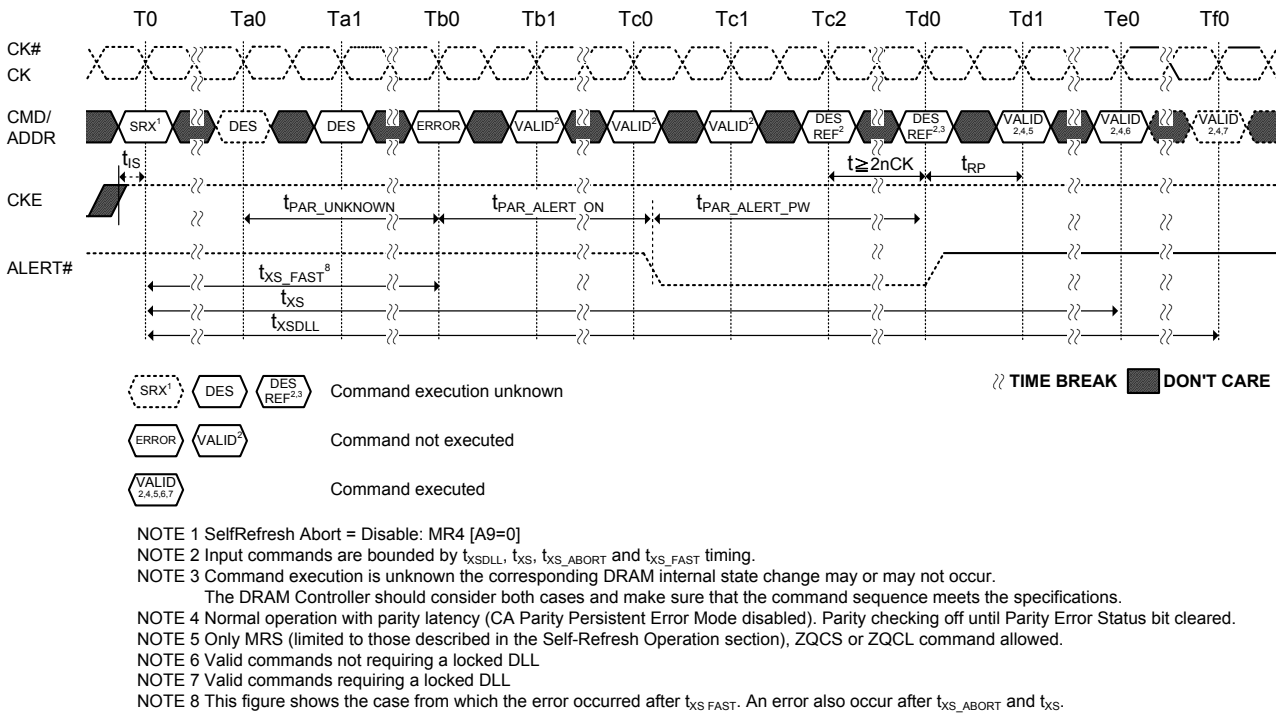 T0 Ta0 Ta1 Tb0 Tb1 Tc0 Tc1 Tc2 Td0 Td1 Te0 Tf0
CK#
CK
CMD/
ADDR
SRX1 DES DES ERROR VALID2 VALID2 VALID2 DES REF2 DES REF2,3 VALID 2,4,5 VALID 2,4,6 VALID 2,4,7
tIS
t≧2nCK tRP
CKE
tPAR_UNKNOWN tPAR_ALERT_ON tPAR_ALERT_PW
ALERT#
tXS_FAST8
tXS
tXSDLL
SRX1 DES DES REF2,3 Command execution unknown
TIME BREAK DON'T CARE
ERROR VALID2 Command not executed
VALID 2,4,5,6,7 Command executed
NOTE 1 SelfRefresh Abort = Disable: MR4 [A9=0]
NOTE 2 Input commands are bounded by tXSDLL, tXS, tXS_ABORT and tXS_FAST timing.
NOTE 3 Command execution is unknown the corresponding DRAM internal state change may or may not occur.
The DRAM Controller should consider both cases and make sure that the command sequence meets the specifications.
NOTE 4 Normal operation with parity latency (CA Parity Persistent Error Mode disabled). Parity checking off until Parity Error Status bit cleared.
NOTE 5 Only MRS (limited to those described in the Self-Refresh Operation section), ZQCS or ZQCL command allowed.
NOTE 6 Valid commands not requiring a locked DLL
NOTE 7 Valid commands requiring a locked DLL
NOTE 8 This figure shows the case from which the error occurred after tXS FAST. An error also occur after tXS_ABORT and tXS.